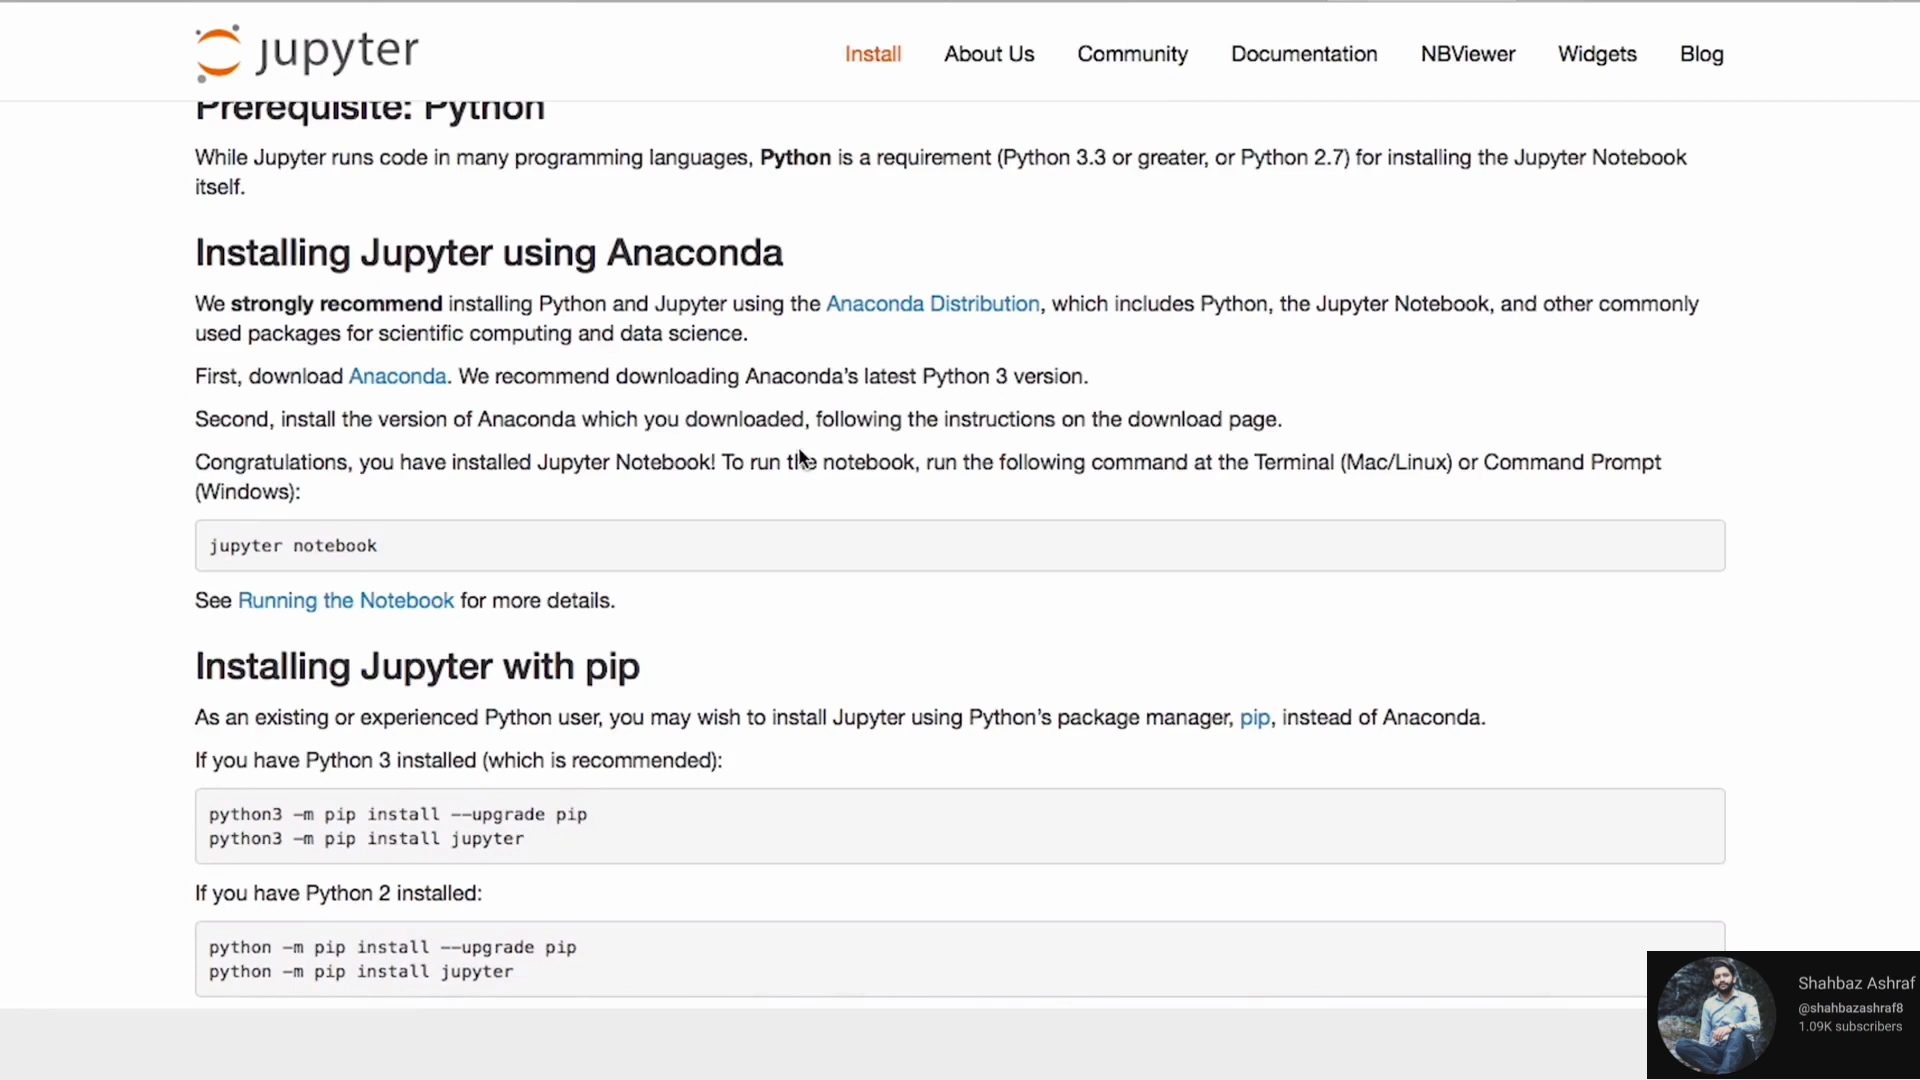 jupyter
Install About Us Community Documentation NBViewer Widgets Blog
Prerequisite: Python
While Jupyter runs code in many programming languages, Python is a requirement (Python 3.3 or greater, or Python 2.7) for installing the Jupyter Notebook
itself.
Installing Jupyter using Anaconda
We strongly recommend installing Python and Jupyter using the Anaconda Distribution, which includes Python, the Jupyter Notebook, and other commonly
used packages for scientific computing and data science.
First, download Anaconda. We recommend downloading Anaconda's latest Python 3 version.
Second, install the version of Anaconda which you downloaded, following the instructions on the download page.
Congratulations, you have installed Jupyter Notebook! To run the notebook, run the following command at the Terminal (Mac/Linux) or Command Prompt
(Windows):
jupyter notebook
See Running the Notebook for more details.
Installing Jupyter with pip
As an existing or experienced Python user, you may wish to install Jupyter using Python's package manager, pip, instead of Anaconda.
If you have Python 3 installed (which is recommended):
python3 -m pip install --upgrade pip
python3 -m pip install jupyter
If you have Python 2 installed:
python -m pip install --upgrade pip
python -m pip install jupyter
Shahbaz Ashraf
@shahbazashraf8
1.09K subscribers